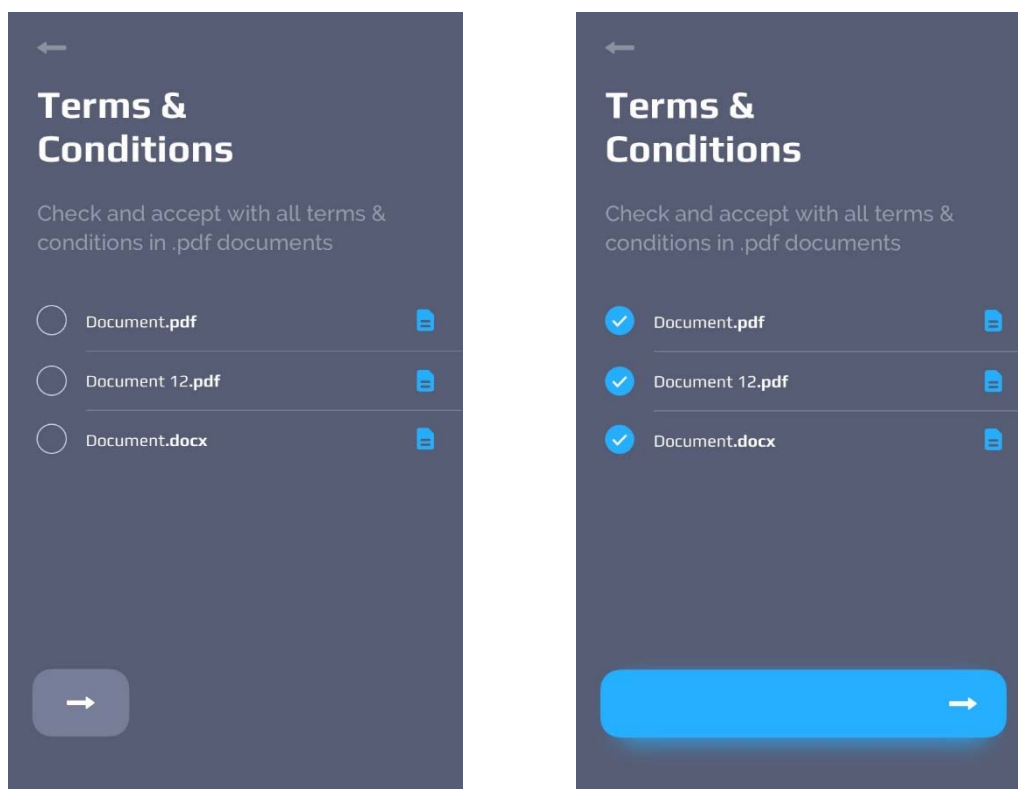 Terms &
Conditions
Check and accept with all terms &
conditions in .pdf documents
Document.pdf
Document 12.pdf
Document.docx
Terms &
Conditions
Check and accept with all terms &
conditions in .pdf documents
Document.pdf
Document 12.pdf
Document.docx